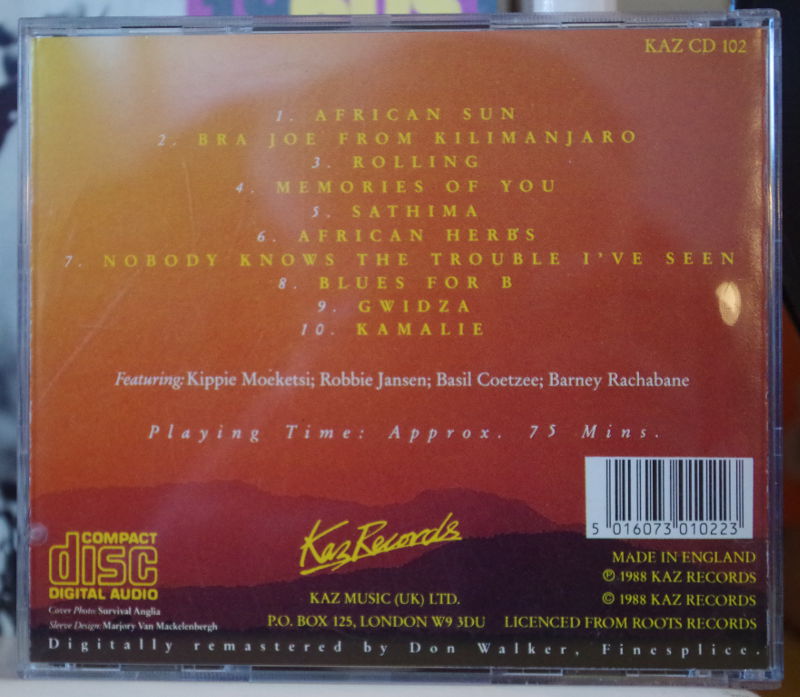 KAZ CD 102
1. AFRICAN SUN
2. BRA JOE FROM KILIMANJARO
3. ROLLING
4. MEMORIES OF YOU
5. SATHIMA
6. AFRICAN HERBS
7. NOBODY KNOWS THE TROUBLE I'VE SEEN
8. BLUES FOR B
9. GWIDZA
10. KAMALIE
Featuring: Kippie Moeketsi; Robbie Jansen; Basil Coetzee; Barney Rachabane
Playing Time: Approx. 75 Mins.
5 016073 010223
COMPACT
disc
DIGITAL AUDIO
Kaz Records
MADE IN ENGLAND
℗ 1988 KAZ RECORDS
© 1988 KAZ RECORDS
LICENCED FROM ROOTS RECORDS
KAZ MUSIC (UK) LTD.
P.O. BOX 125, LONDON W9 3DU
Cover Photo: Survival Anglia
Sleeve Design: Marjory Van Mackelenbergh
Digitally remastered by Don Walker, Finesplice.